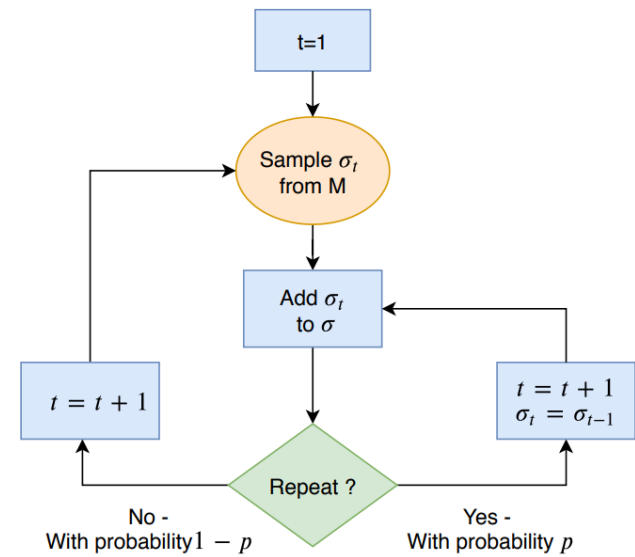 t=1
Sample σ_t
from M
Add σ_t
to σ
t = t + 1
t = t + 1
σ_t = σ_{t−1}
Repeat ?
No -
With probability 1 − p
Yes -
With probability p